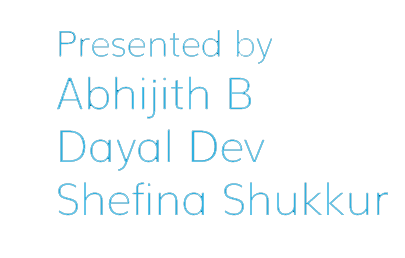 Presented by
Abhijith B
Dayal Dev
Shefina Shukkur